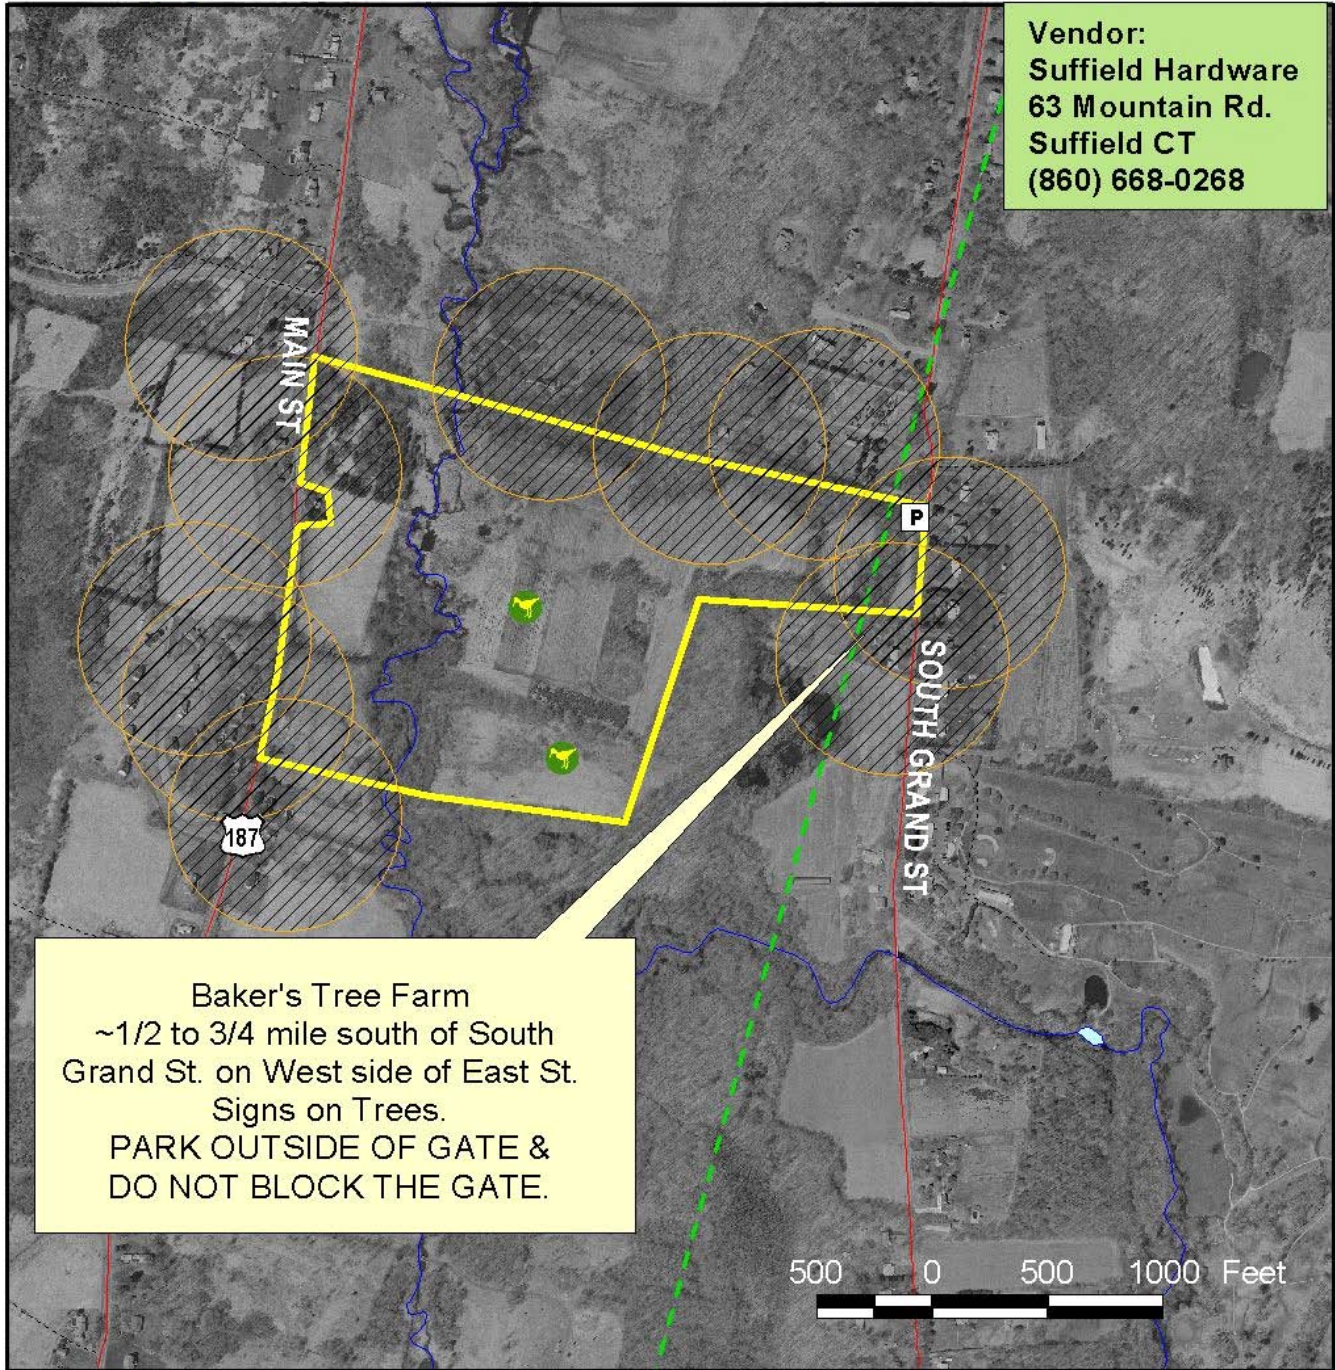 Vendor:
Suffield Hardware
63 Mountain Rd.
Suffield CT
(860) 668-0268
MAIN ST
P
SOUTH GRAND ST
187
Baker's Tree Farm
~1/2 to 3/4 mile south of South
Grand St. on West side of East St.
Signs on Trees.
PARK OUTSIDE OF GATE &
DO NOT BLOCK THE GATE.
500 0 500 1000 Feet